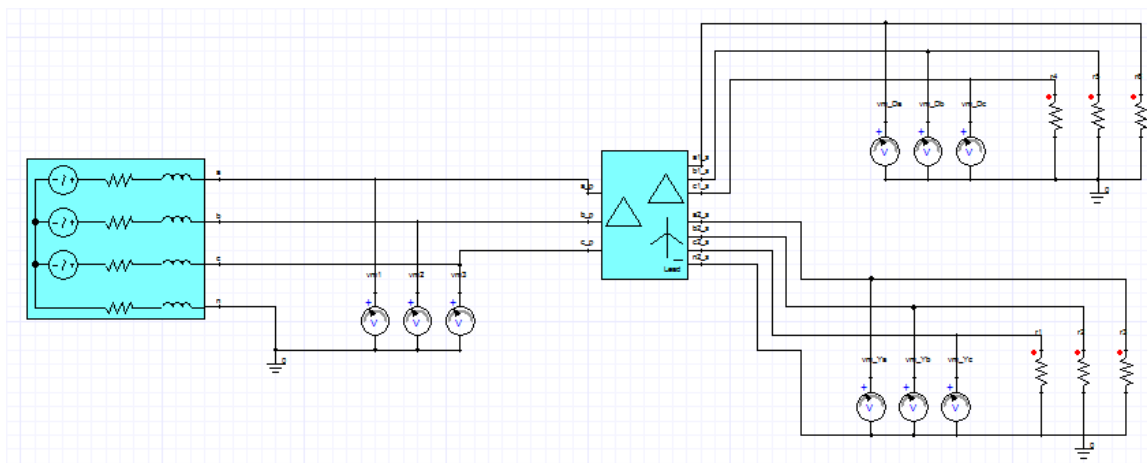 vm_Da
vm_Db
vm_Dc
r4
r5
r6
V
V
V
g
a
b
c
n
g
vm1
vm2
vm3
V
V
V
a_p
b_p
c_p
a1_s
b1_s
c1_s
a2_s
b2_s
c2_s
n2_s
Lead
vm_Ya
vm_Yb
vm_Yc
r1
r2
r3
V
V
V
g